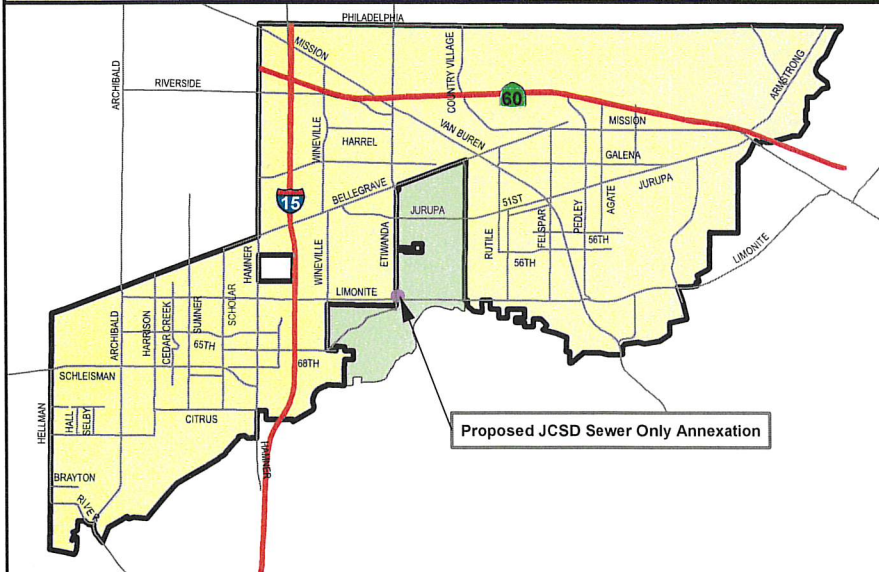 PHILADELPHIA
MISSION
ARCHIBALD
RIVERSIDE
COUNTRY VILLAGE
ARMSTRONG
60
WINEVILLE
HARREL
VAN BUREN
MISSION
GALENA
BELLEGRAVE
15
JURUPA
51ST
JURUPA
ETIWANDA
RUTILE
FELSPAR
PEDLEY
AGATE
56TH
56TH
LIMONITE
HAMNER
WINEVILLE
LIMONITE
ARCHIBALD
HARRISON
CEDAR CREEK
SUMNER
SCHOLAR
65TH
68TH
SCHLEISMAN
HELLMAN
HALL
SELBY
CITRUS
HAMNER
Proposed JCSD Sewer Only Annexation
BRAYTON
RIVER